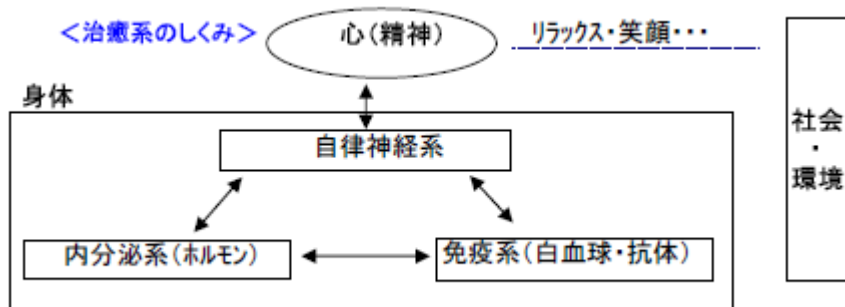 <治癒系のしくみ>
心(精神)
リラックス・笑顔・・・
身体
自律神経系
内分泌系(ホルモン)
免疫系(白血球・抗体)
社会
・
環境